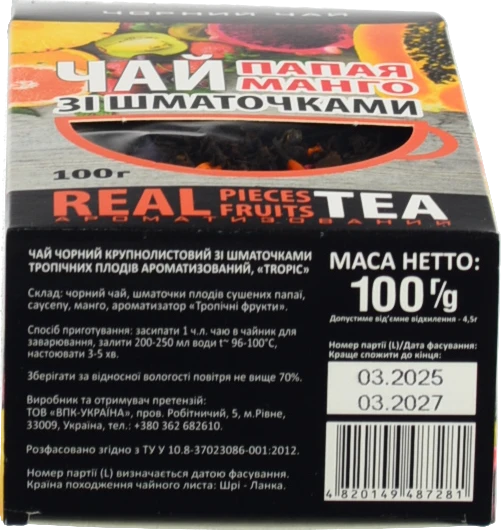 ЧОРНИЙ ЧАЙ
ЧАЙ ПАПАЯ МАНГО
ЗІ ШМАТОЧКАМИ
100г
REAL PIECES FRUITS TEA
АРОМАТИЗОВАНИЙ
ЧАЙ ЧОРНИЙ КРУПНОЛИСТОВИЙ ЗІ ШМАТОЧКАМИ
ТРОПІЧНИХ ПЛОДІВ АРОМАТИЗОВАНИЙ, «TROPIC»
Склад: чорний чай, шматочки плодів сушених папаї,
саусепу, манго, ароматизатор «Тропічні фрукти».
Спосіб приготування: засипати 1 ч.л. чаю в чайник для
заварювання, залити 200-250 мл води t~ 96-100°С,
настоювати 3-5 хв.
Зберігати за відносної вологості повітря не вище 70%.
Виробник та отримувач претензій:
ТОВ «ВПК-УКРАЇНА», пров. Робітничий, 5, м.Рівне,
33009, Україна, тел.: +380 362 682610.
Розфасовано згідно з ТУ У 10.8-37023086-001:2012.
Номер партії (L) визначається датою фасування.
Країна походження чайного листа: Шрі - Ланка.
МАСА НЕТТО:
100 г/g
Допустиме від'ємне відхилення - 4,5г
Номер партії (L)/Дата фасування:
Краще спожити до кінця:
03.2025
03.2027
4820149487281